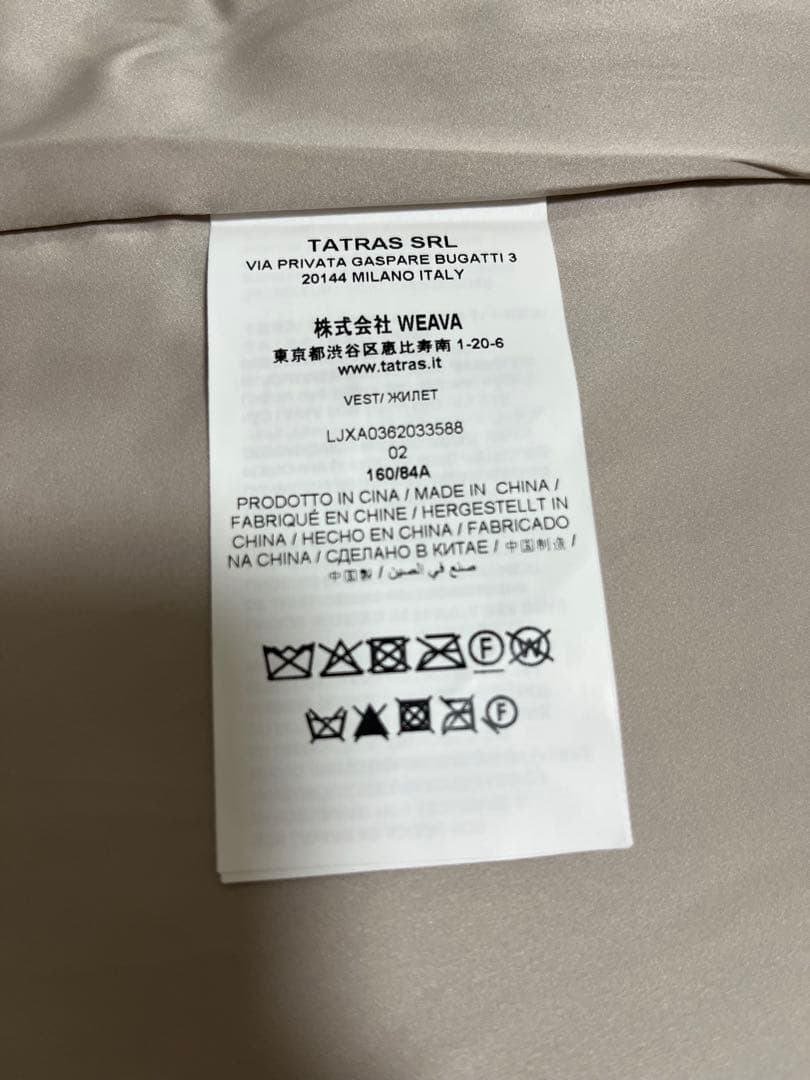 TATRAS SRL
VIA PRIVATA GASPARE BUGATTI 3
20144 MILANO ITALY
株式会社 WEAVA
東京都渋谷区恵比寿南 1-20-6
www.tatras.it
VEST/ ЖИЛЕТ
LJXA0362033588
02
160/84A
PRODOTTO IN CINA / MADE IN CHINA /
FABRIQUÉ EN CHINE / HERGESTELLT IN
CHINA / HECHO EN CHINA / FABRICADO
NA CHINA / СДЕЛАНО В КИТАЕ / 中国制造 /
中国製 / صنع في الصين
F W
F